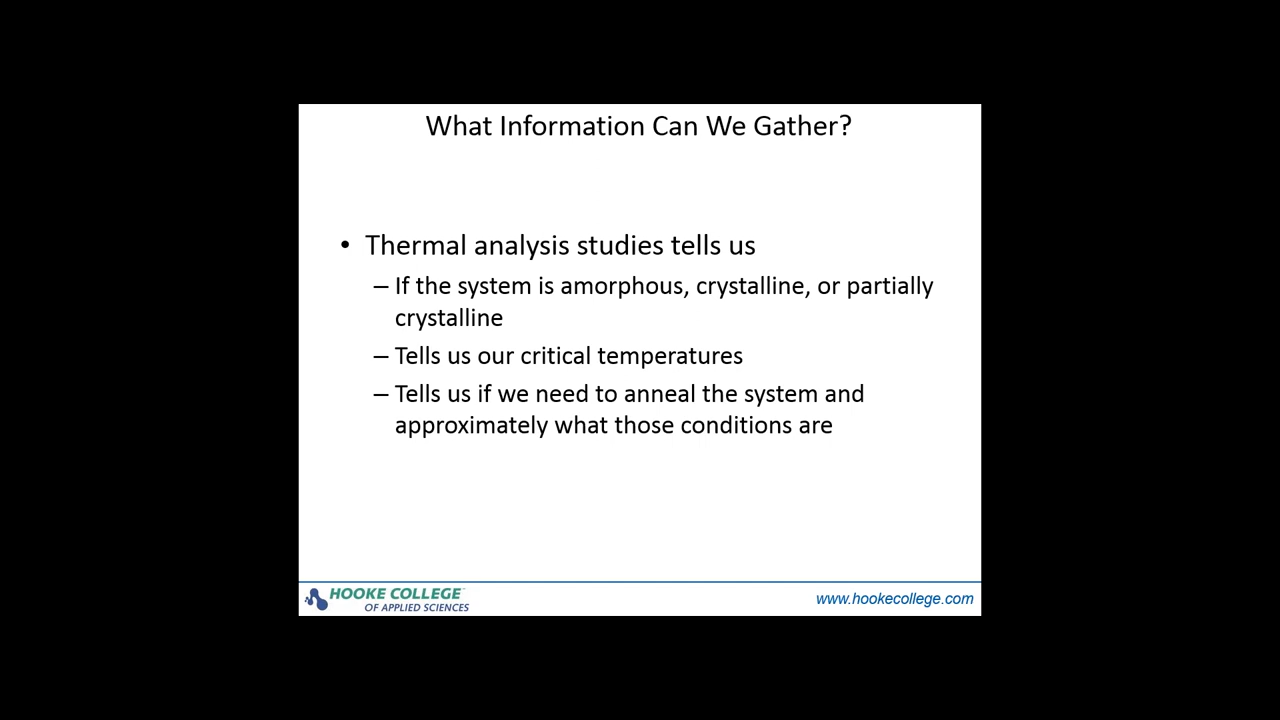 What Information Can We Gather?
• Thermal analysis studies tells us
– If the system is amorphous, crystalline, or partially
crystalline
– Tells us our critical temperatures
– Tells us if we need to anneal the system and
approximately what those conditions are
HOOKE COLLEGE
OF APPLIED SCIENCES
www.hookecollege.com